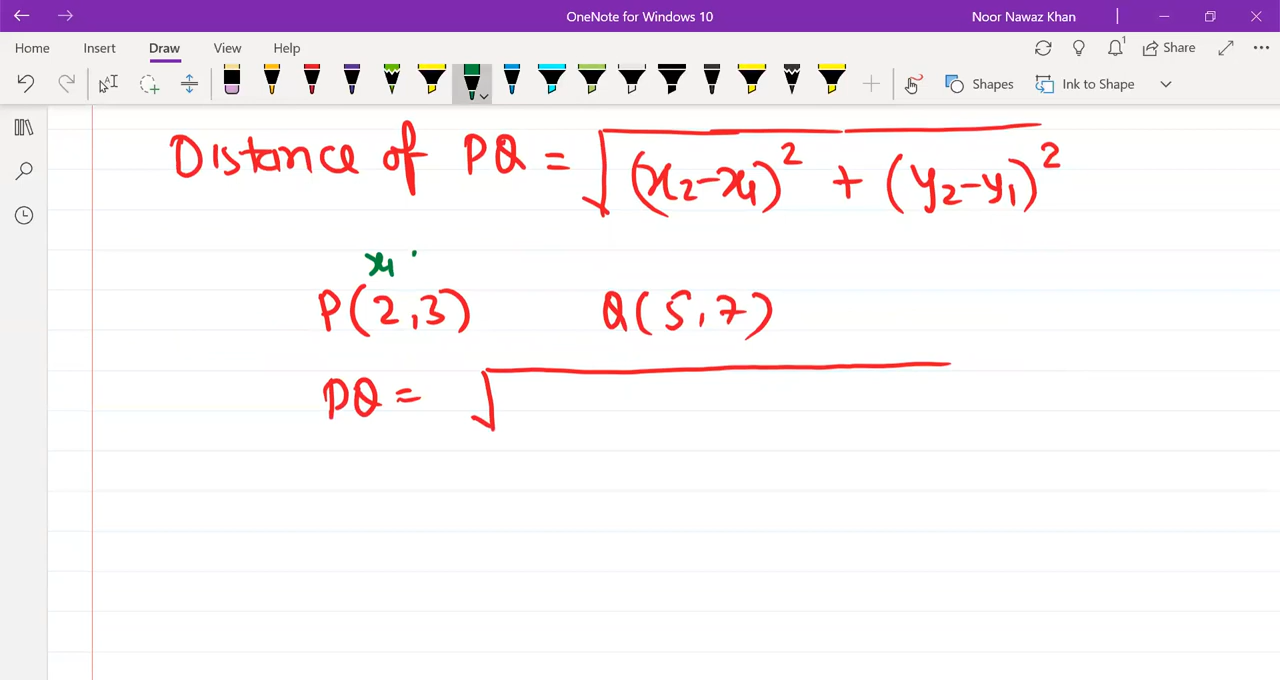 OneNote for Windows 10 Noor Nawaz Khan
Home Insert Draw View Help Share
Shapes Ink to Shape
Distance of PQ = √(x₂-x₁)² + (y₂-y₁)²
x₁
P(2,3) Q(5,7)
PQ = √